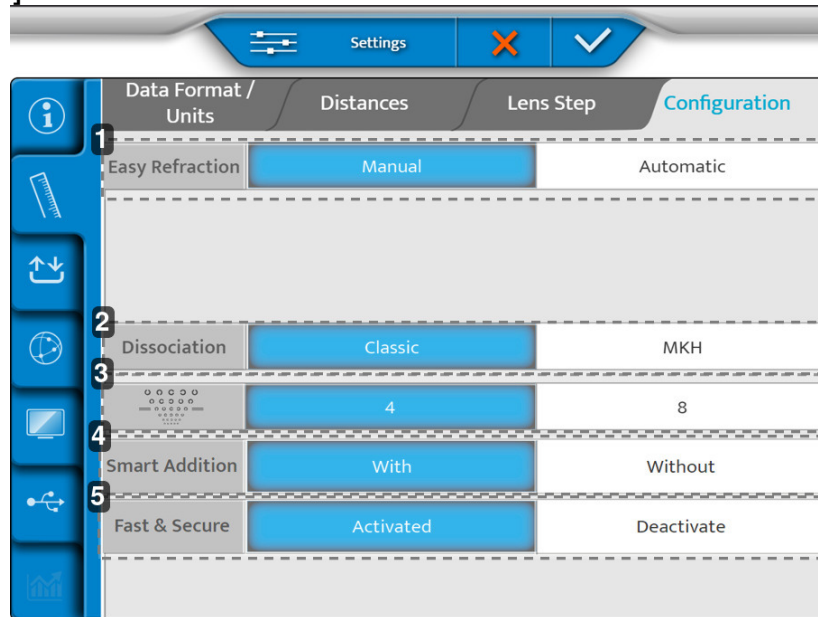 Settings
Data Format /
Units
Distances
Lens Step
Configuration
1
Easy Refraction
Manual
Automatic
2
Dissociation
Classic
MKH
3
4
8
4
Smart Addition
With
Without
5
Fast & Secure
Activated
Deactivate